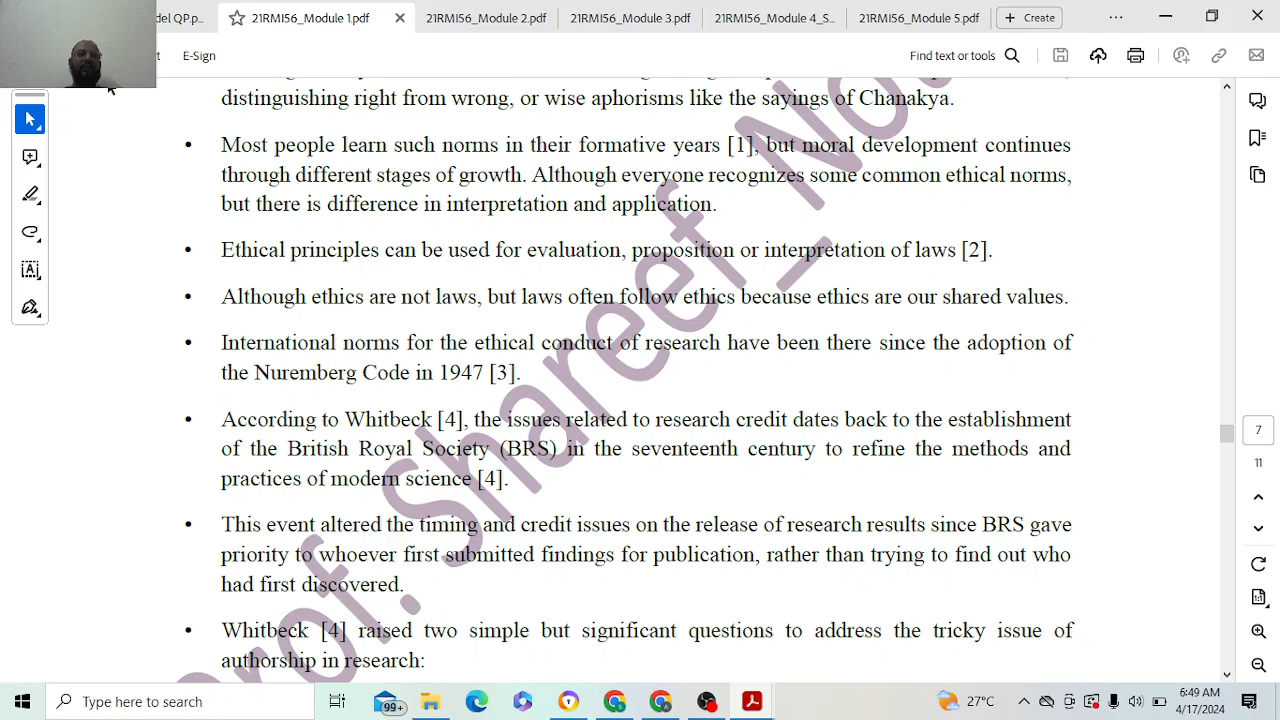 del QP.p...
21RMI56_Module 1.pdf
21RMI56_Module 2.pdf
21RMI56_Module 3.pdf
21RMI56_Module 4_S...
21RMI56_Module 5.pdf
Create
E-Sign
Find text or tools
distinguishing right from wrong, or wise aphorisms like the sayings of Chanakya.
• Most people learn such norms in their formative years [1], but moral development continues
through different stages of growth. Although everyone recognizes some common ethical norms,
but there is difference in interpretation and application.
• Ethical principles can be used for evaluation, proposition or interpretation of laws [2].
• Although ethics are not laws, but laws often follow ethics because ethics are our shared values.
• International norms for the ethical conduct of research have been there since the adoption of
the Nuremberg Code in 1947 [3].
• According to Whitbeck [4], the issues related to research credit dates back to the establishment
of the British Royal Society (BRS) in the seventeenth century to refine the methods and
practices of modern science [4].
• This event altered the timing and credit issues on the release of research results since BRS gave
priority to whoever first submitted findings for publication, rather than trying to find out who
had first discovered.
• Whitbeck [4] raised two simple but significant questions to address the tricky issue of
authorship in research:
Prof. Shareef_No
7
11
Type here to search
99+
27°C
6:49 AM
4/17/2024